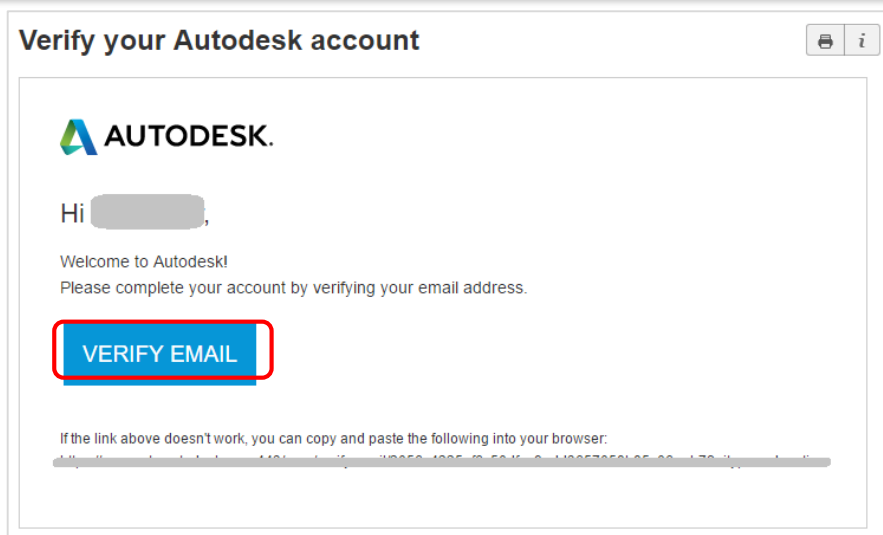 Verify your Autodesk account
i
AUTODESK.
Hi ,
Welcome to Autodesk!
Please complete your account by verifying your email address.
VERIFY EMAIL
If the link above doesn't work, you can copy and paste the following into your browser: